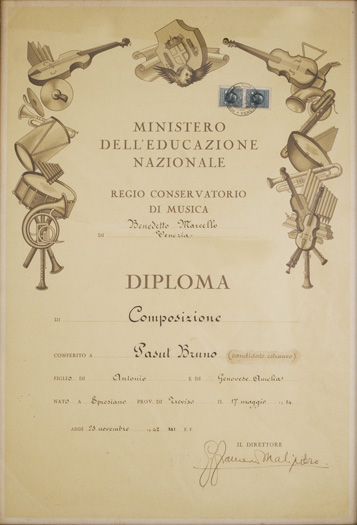 MINISTERO
DELL'EDUCAZIONE
NAZIONALE
REGIO CONSERVATORIO
DI MUSICA
Benedetto Marcello
DI Venezia
DIPLOMA
DI Composizione
CONFERITO A Pasut Bruno (candidato esterno)
FIGLIO DI Antonio E DI Genovese Amelia
NATO A Spresiano PROV. DI Treviso IL 17 maggio
ADDÌ 23 novembre 1942 XXI E.F.
IL DIRETTORE